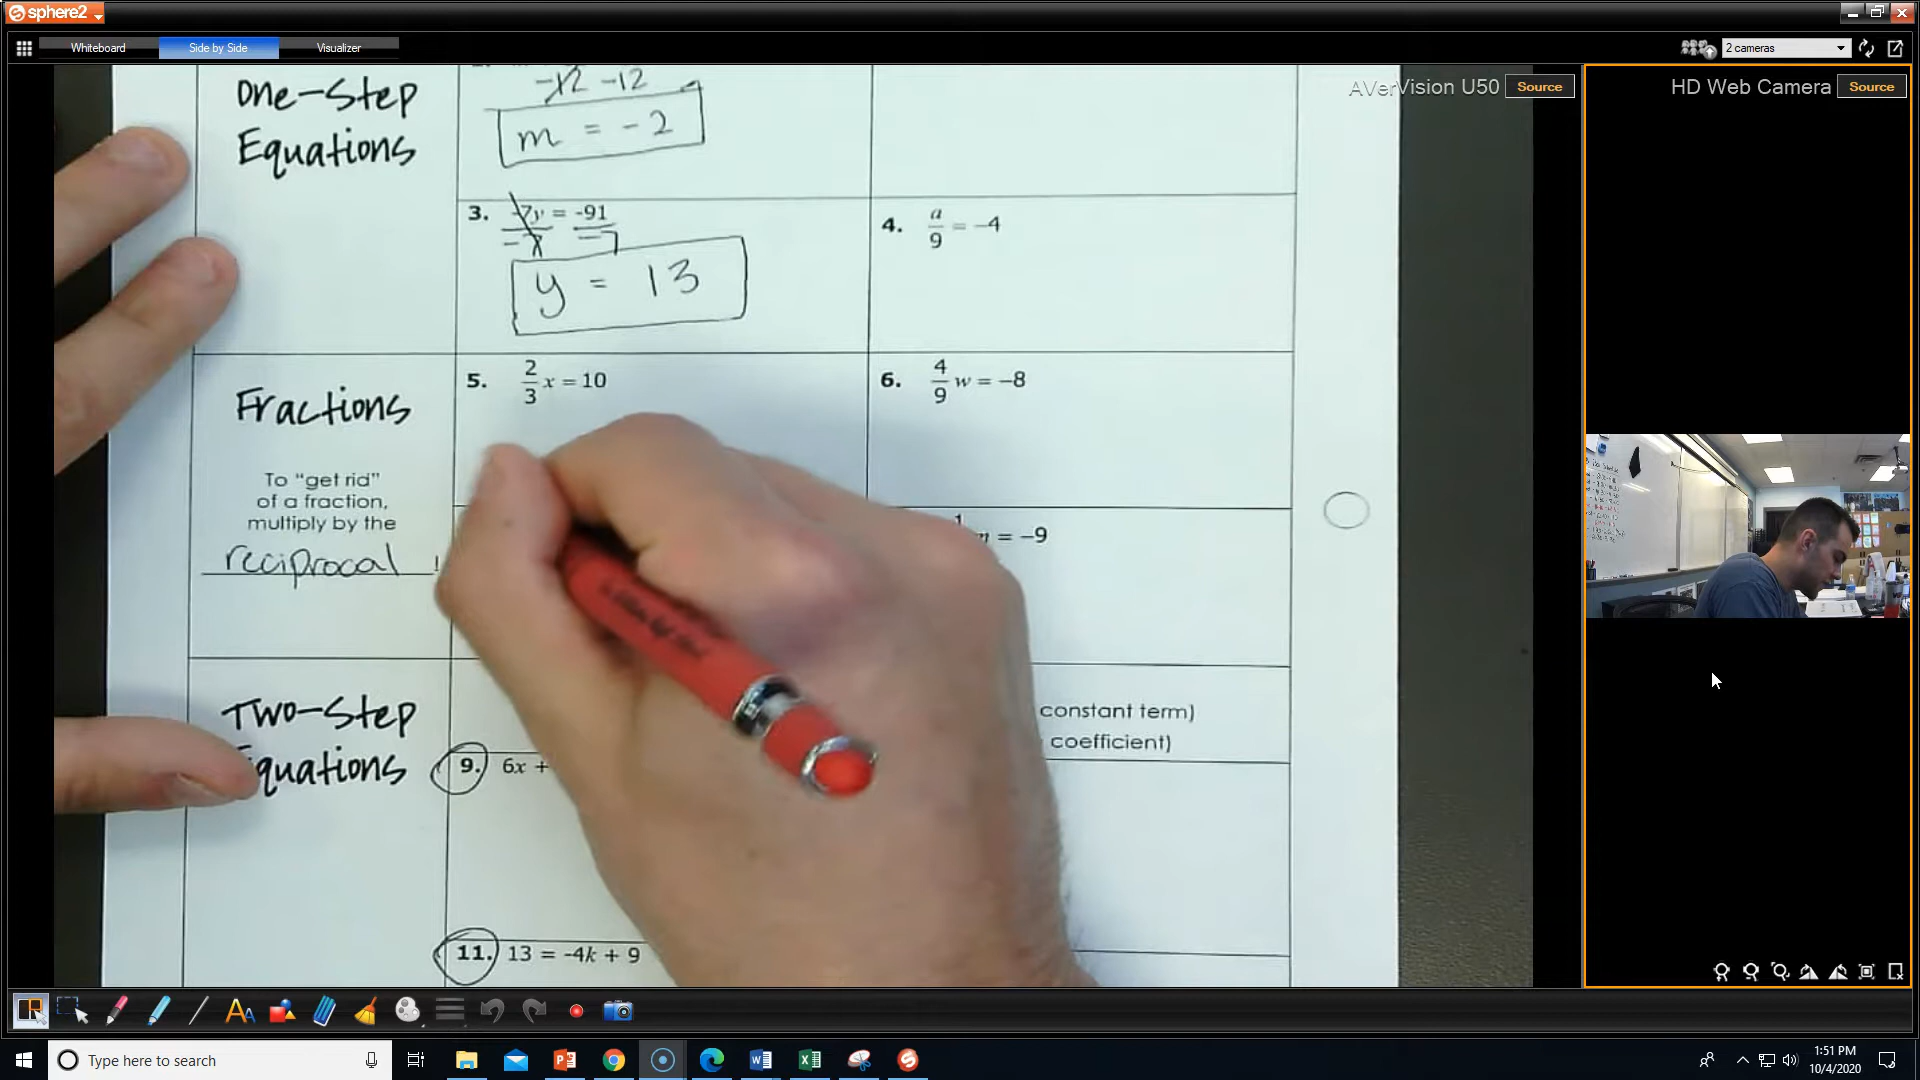 sphere2
Whiteboard
Side by Side
Visualizer
2 cameras
AVerVision U50
Source
HD Web Camera
Source
One-Step
Equations
-12 -12
m = -2
3. -7y = -91
-7 -7
y = 13
4. a/9 = -4
Fractions
To "get rid"
of a fraction,
multiply by the
reciprocal
5. 2/3 x = 10
6. 4/9 w = -8
= -9
Two-Step
Equations
constant term)
coefficient)
9. 6x +
11. 13 = -4k + 9
Type here to search
1:51 PM
10/4/2020